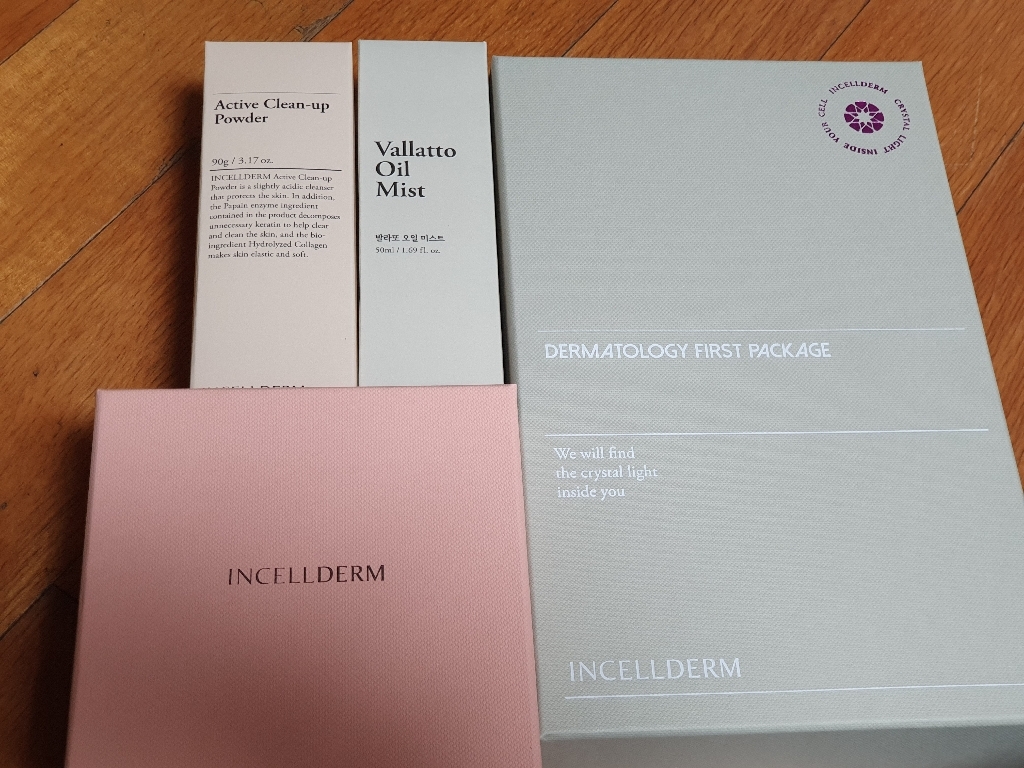 Active Clean-up
Powder
90g / 3.17 oz.
INCELLDERM Active Clean-up
Powder is a slightly acidic cleanser
that protects the skin. In addition,
the Papain enzyme ingredient
contained in the product decomposes
unnecessary keratin to help clear
and clean the skin, and the bio-
ingredient Hydrolyzed Collagen
makes skin elastic and soft.
INCELLDERM
Vallatto
Oil
Mist
발라또 오일 미스트
50ml / 1.69 fl. oz.
INCELLDERM CRYSTAL LIGHT INSIDE YOUR CELL
DERMATOLOGY FIRST PACKAGE
We will find
the crystal light
inside you
INCELLDERM
INCELLDERM